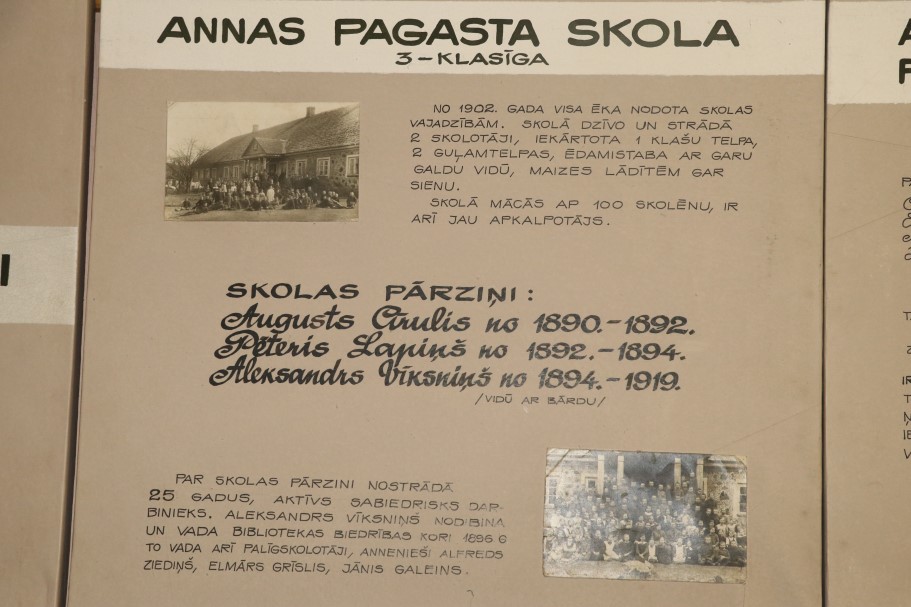 ANNAS PAGASTA SKOLA
3-KLASĪGA
NO 1902. GADA VISA ĒKA NODOTA SKOLAS
VAJADZĪBĀM. SKOLĀ DZĪVO UN STRĀDĀ
2 SKOLOTĀJI, IEKĀRTOTA 1 KLAŠU TELPA,
2 GUĻAMTELPAS, ĒDAMISTABA AR GARU
GALDU VIDŪ, MAIZES LĀDĪTĒM GAR
SIENU.
SKOLĀ MĀCĀS AP 100 SKOLĒNU, IR
ARĪ JAU APKALPOTĀJS.
SKOLAS PĀRZIŅI:
Augusts Cīrulis no 1890.-1892.
Pēteris Lapiņš no 1892.-1894.
Aleksandrs Vīksniņš no 1894.-1919.
/VIDŪ AR BĀRDU/
PAR SKOLAS PĀRZINI NOSTRĀDĀ
25 GADUS, AKTĪVS SABIEDRISKS DAR-
BINIEKS. ALEKSANDRS VĪKSNIŅŠ NODIBINA
UN VADA BIBLIOTEKAS BIEDRĪBAS KORI 1896 G
TO VADA ARĪ PALĪGSKOLOTĀJI, ANNENIEŠI ALFREDS
ZIEDIŅŠ, ELMĀRS GRĪSLIS, JĀNIS GALEINS.